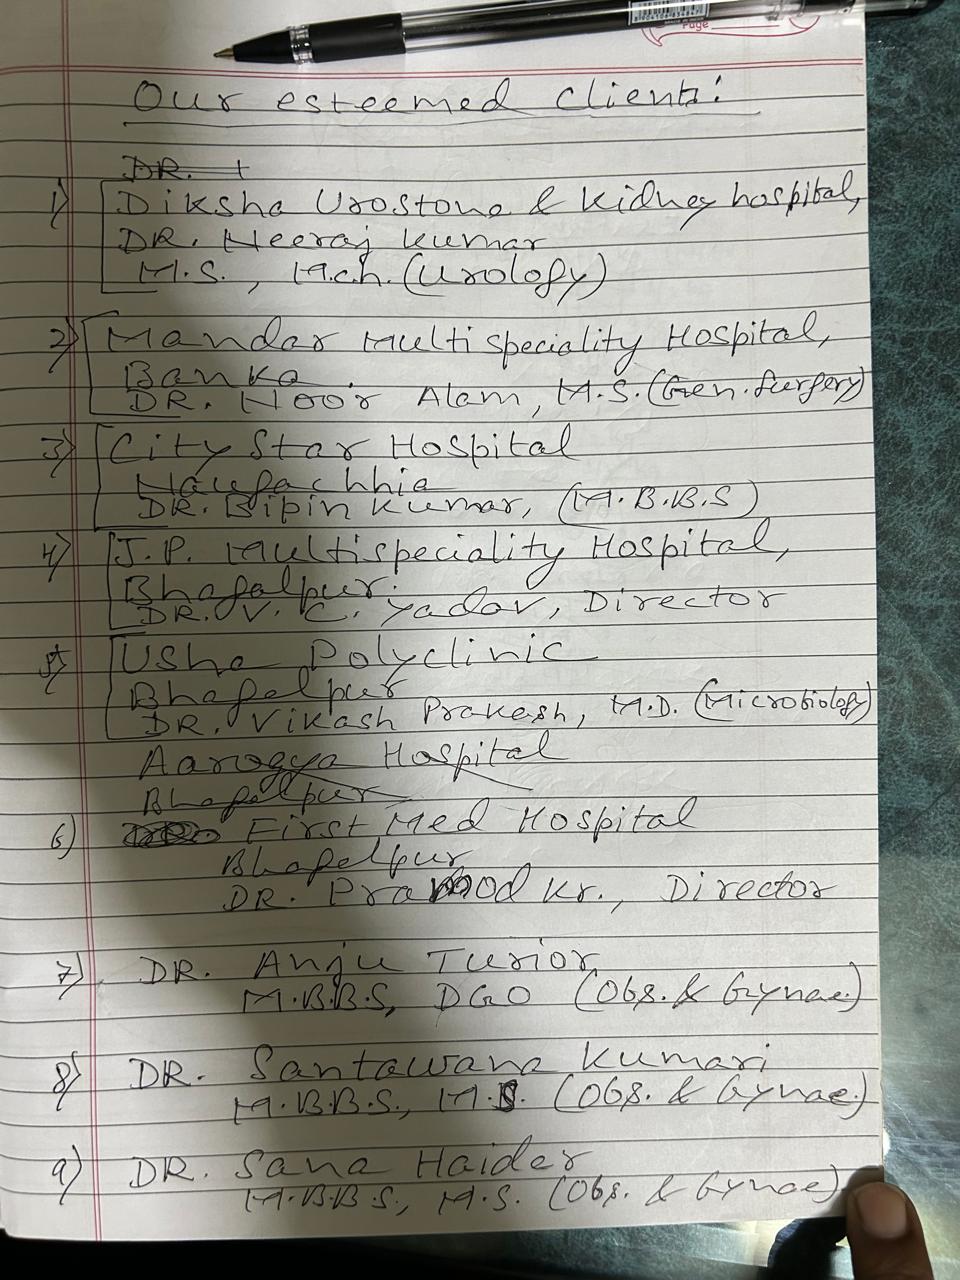 Page
Our esteemed clients:
DR.
1) Diksha Urostone & Kidney hospital,
DR. Neeraj Kumar
M.S., M.ch. (Urology)
2) Mandar Multispeciality Hospital,
Banka.
DR. Noor Alam, M.S. (Gen. Surgery)
3) City Star Hospital
Naugachhia
DR. Bipin Kumar, (M.B.B.S)
4) J.P. Multispeciality Hospital,
Bhagalpur.
DR. V. C. Yadav, Director
5) Usha Polyclinic
Bhagalpur
DR. Vikash Prakash, M.D. (Microbiology)
Aarogya Hospital
Bhagalpur
6) First Med Hospital
Bhagalpur
DR. Pramod Kr., Director
7) DR. Anju Turior
M.B.B.S, DGO (Obs. & Gynae.)
8) DR. Santawana Kumari
M.B.B.S., M.S. (Obs. & Gynae.)
9) DR. Sana Haider
M.B.B.S., M.S. (Obs. & Gynae)